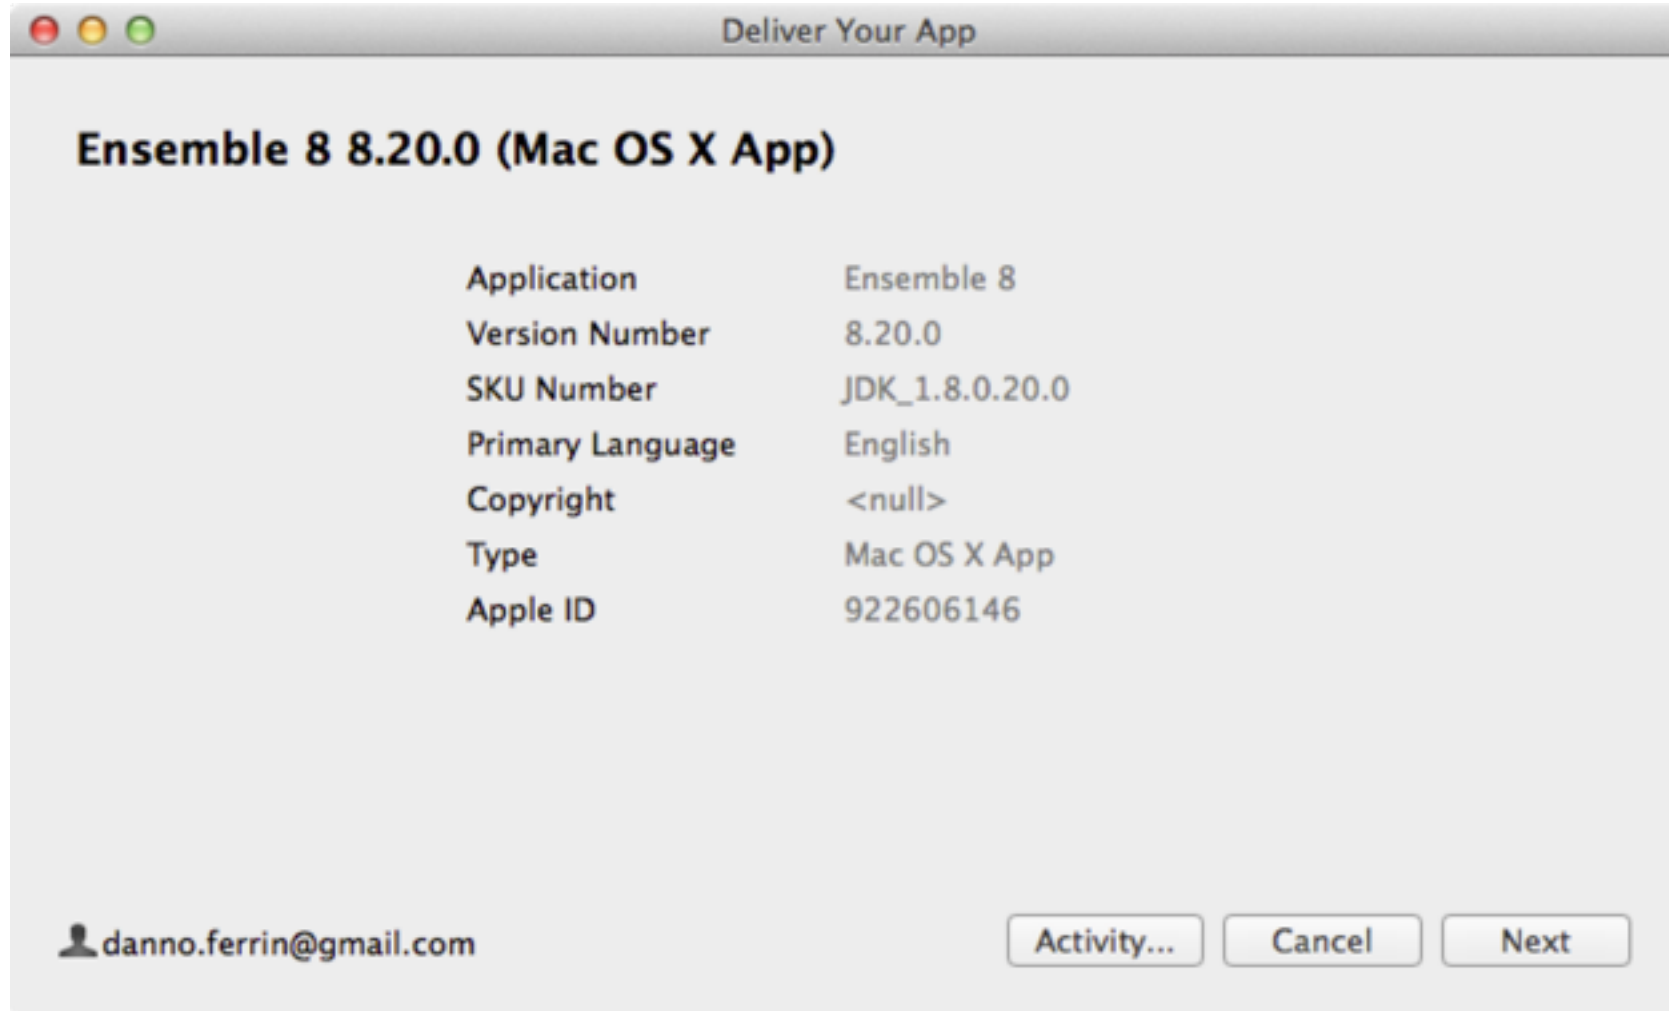 Deliver Your App
Ensemble 8 8.20.0 (Mac OS X App)
Application Ensemble 8
Version Number 8.20.0
SKU Number JDK_1.8.0.20.0
Primary Language English
Copyright <null>
Type Mac OS X App
Apple ID 922606146
danno.ferrin@gmail.com Activity... Cancel Next